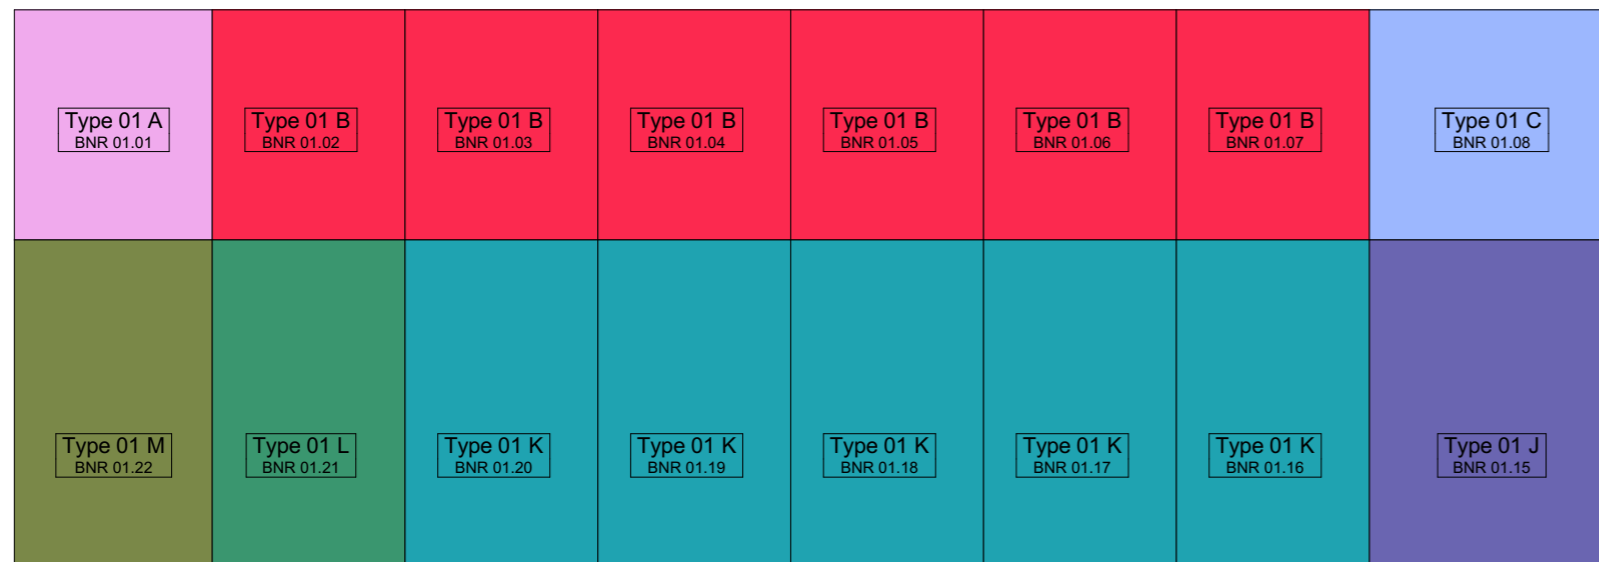 Type 01 A
BNR 01.01
Type 01 B
BNR 01.02
Type 01 B
BNR 01.03
Type 01 B
BNR 01.04
Type 01 B
BNR 01.05
Type 01 B
BNR 01.06
Type 01 B
BNR 01.07
Type 01 C
BNR 01.08
Type 01 M
BNR 01.22
Type 01 L
BNR 01.21
Type 01 K
BNR 01.20
Type 01 K
BNR 01.19
Type 01 K
BNR 01.18
Type 01 K
BNR 01.17
Type 01 K
BNR 01.16
Type 01 J
BNR 01.15